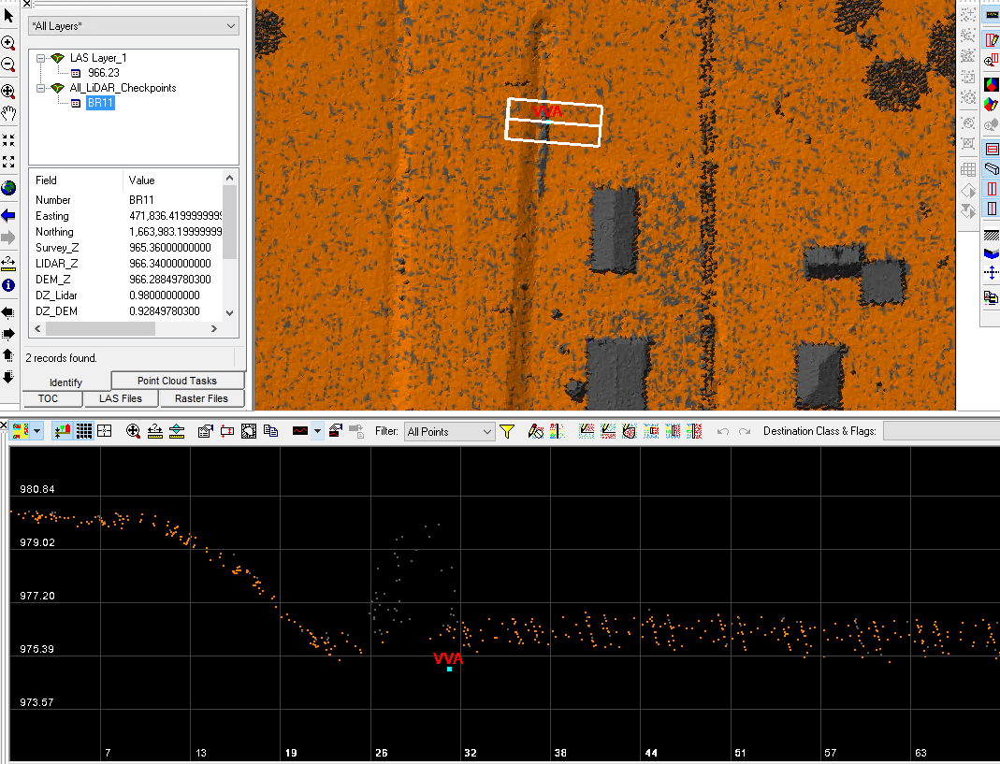 *All Layers*
LAS Layer_1
966.23
All_LiDAR_Checkpoints
BR11
Field Value
Number BR11
Easting 471,836.4199999999
Northing 1,663,983.19999999
Survey_Z 965.36000000000
LIDAR_Z 966.34000000000
DEM_Z 966.28849780300
DZ_Lidar 0.98000000000
DZ_DEM 0.92849780300
2 records found.
Identify Point Cloud Tasks
TOC LAS Files Raster Files
VVA
Filter: All Points Destination Class & Flags:
980.84
979.02
977.20
975.39
VVA
973.57
7 13 19 26 32 38 44 51 57 63